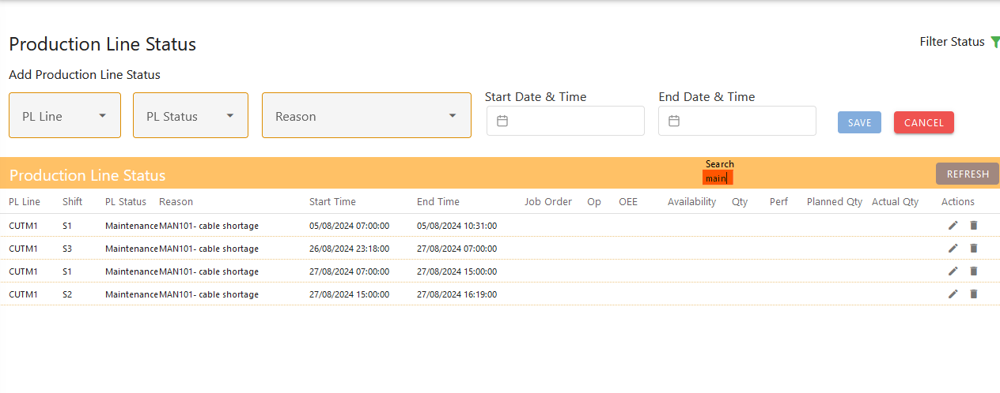 Production Line Status
Filter Status
Add Production Line Status
PL Line PL Status Reason Start Date & Time End Date & Time SAVE CANCEL
Production Line Status Search main REFRESH
PL Line Shift PL Status Reason Start Time End Time Job Order Op OEE Availability Qty Perf Planned Qty Actual Qty Actions
CUTM1 S1 Maintenance MAN101- cable shortage 05/08/2024 07:00:00 05/08/2024 10:31:00
CUTM1 S3 Maintenance MAN101- cable shortage 26/08/2024 23:18:00 27/08/2024 07:00:00
CUTM1 S1 Maintenance MAN101- cable shortage 27/08/2024 07:00:00 27/08/2024 15:00:00
CUTM1 S2 Maintenance MAN101- cable shortage 27/08/2024 15:00:00 27/08/2024 16:19:00